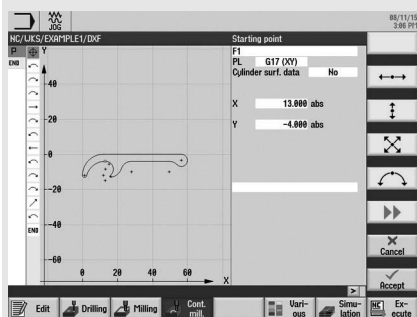 JOG
08/11/15
3:06 PM
NC/WKS/EXAMPLE1/DXF
Starting point
P
END
END
Y
40
20
0
-20
-40
-60
0 20 40 60
X
F1
PL G17 (XY)
Cylinder surf. data No
X 13.000 abs
Y -4.000 abs
Cancel
Accept
Edit
Drilling
Milling
Cont. mill.
Vari- ous
Simu- lation
NC
Ex- ecute